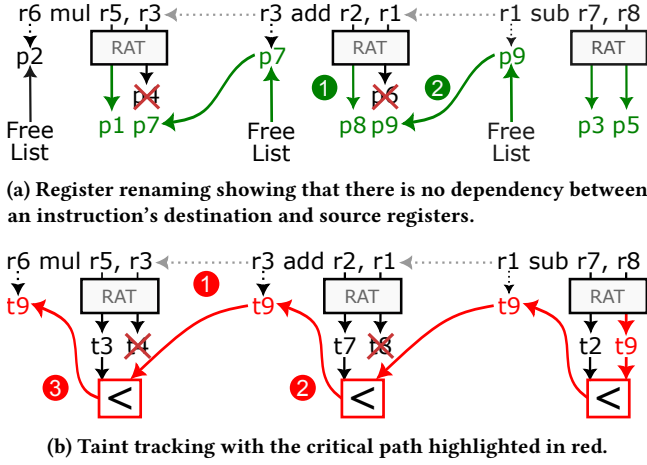 r6 mul r5, r3 r3 add r2, r1 r1 sub r7, r8
RAT RAT RAT
p2 p4 p7 p6 p9
1 2
Free List p1 p7 Free List p8 p9 Free List p3 p5
(a) Register renaming showing that there is no dependency between
an instruction's destination and source registers.
r6 mul r5, r3 r3 add r2, r1 r1 sub r7, r8
RAT 1 RAT RAT
t9 t9 t9
t3 t4 t7 t8 t2 t9
3 < 2 < <
(b) Taint tracking with the critical path highlighted in red.